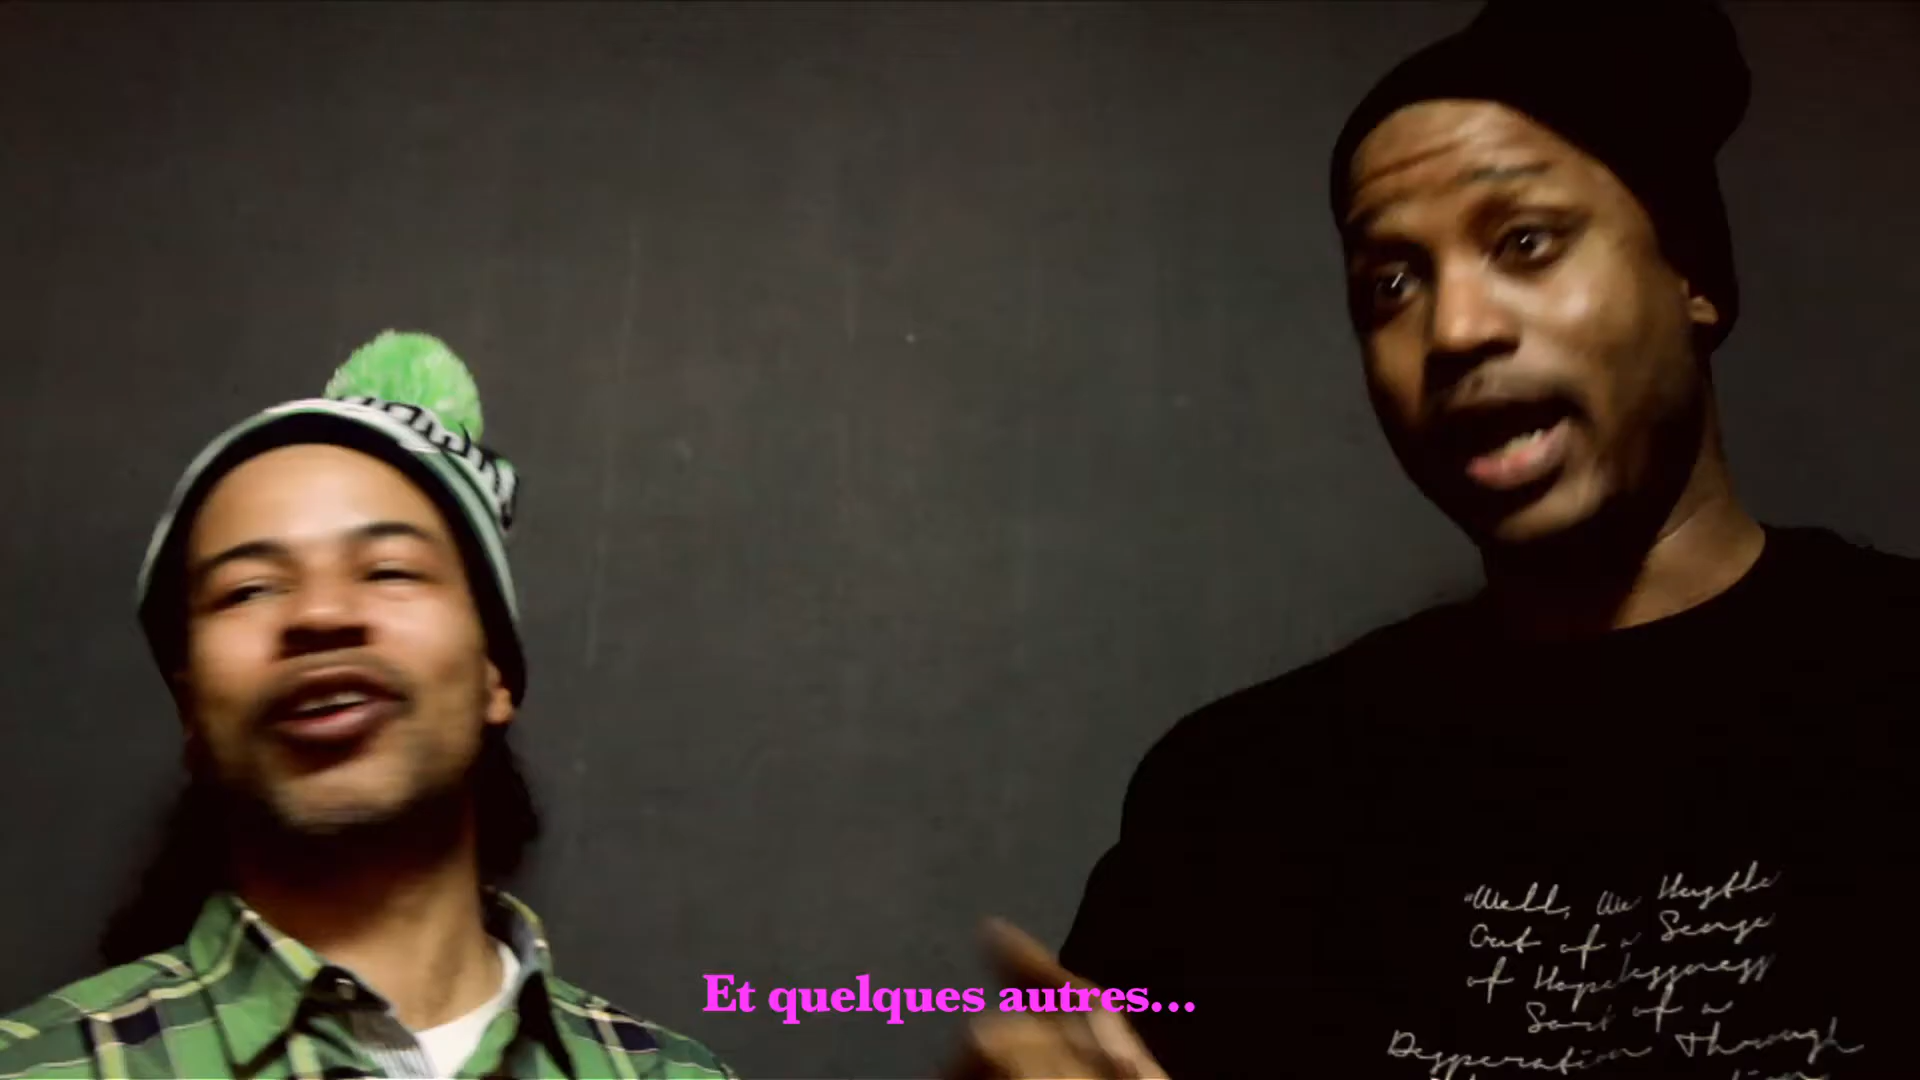 "Well, We Hustle
Out of a Sense
of Hopelessness
Sort of a
Desperation Through
Et quelques autres...